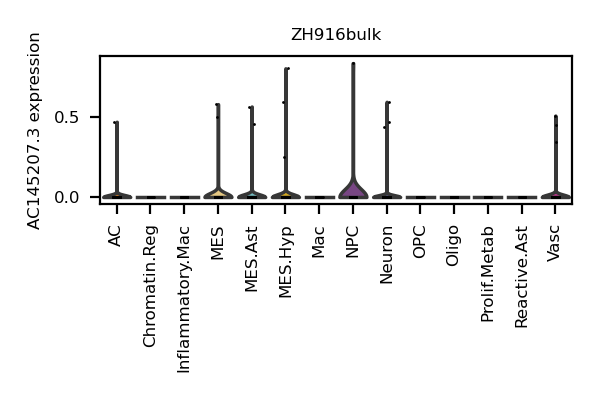 ZH916bulk
AC145207.3 expression
0.5
0.0
AC
Chromatin.Reg
Inflammatory.Mac
MES
MES.Ast
MES.Hyp
Mac
NPC
Neuron
OPC
Oligo
Prolif.Metab
Reactive.Ast
Vasc